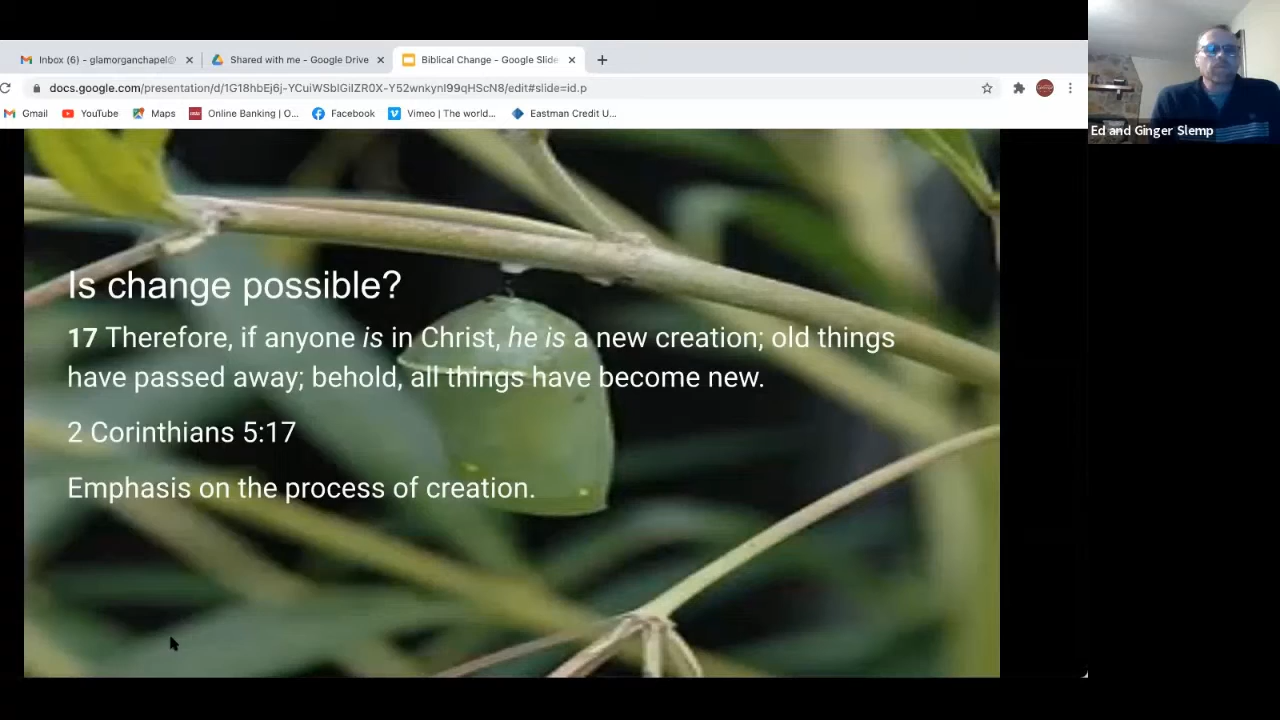 Inbox (6) - glamorganchapel@
Shared with me - Google Drive
Biblical Change - Google Slide
docs.google.com/presentation/d/1G18hbEj6j-YCuiWSblGiIZR0X-Y52wnkynI99qHScN8/edit#slide=id.p
Gmail
YouTube
Maps
Online Banking | O...
Facebook
Vimeo | The world...
Eastman Credit U...
Ed and Ginger Slemp
Is change possible?
17 Therefore, if anyone is in Christ, he is a new creation; old things
have passed away; behold, all things have become new.
2 Corinthians 5:17
Emphasis on the process of creation.